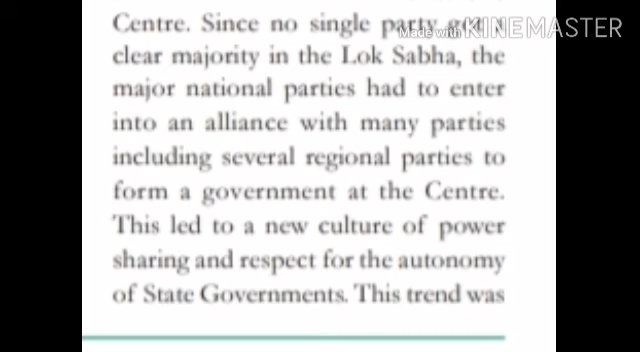 Centre. Since no single party got a
Made with KINEMASTER
clear majority in the Lok Sabha, the
major national parties had to enter
into an alliance with many parties
including several regional parties to
form a government at the Centre.
This led to a new culture of power
sharing and respect for the autonomy
of State Governments. This trend was